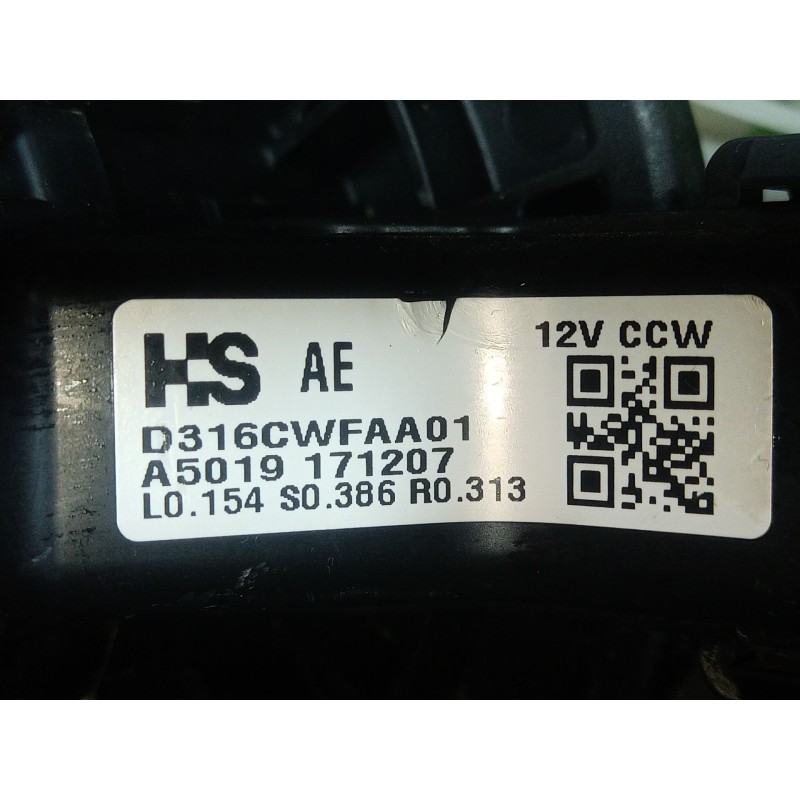 HS AE
12V CCW
D316CWFAA01
A5019 171207
L0.154 S0.386 R0.313